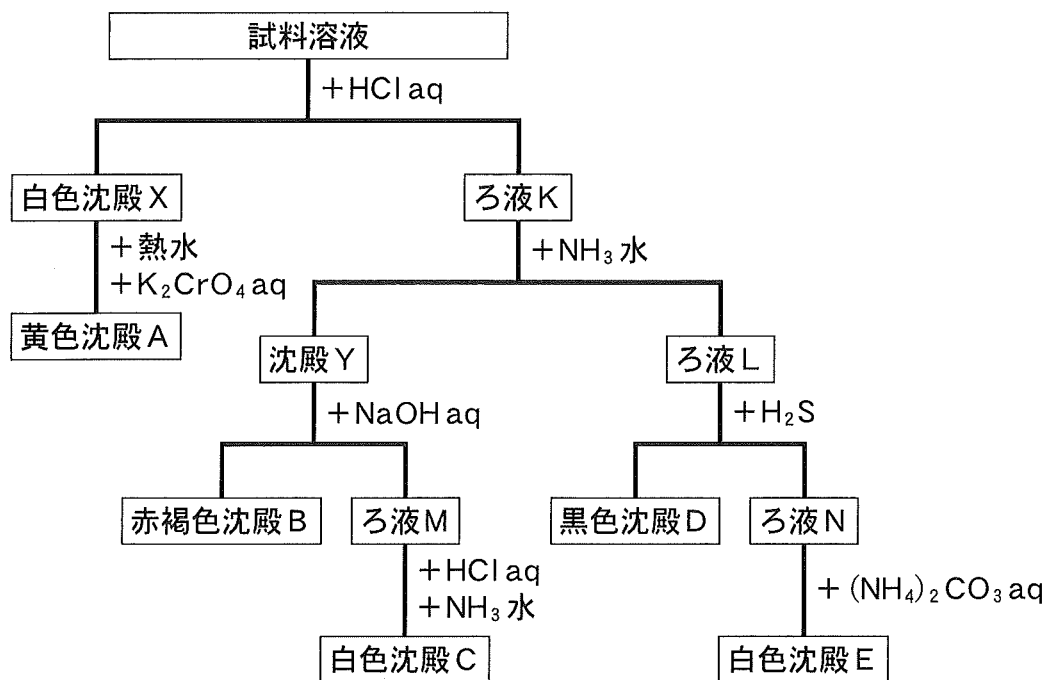 試料溶液
+HCl aq
白色沈殿X
ろ液K
+熱水
+K₂CrO₄ aq
+NH₃ 水
黄色沈殿A
沈殿Y
ろ液L
+NaOH aq
+H₂S
赤褐色沈殿B
ろ液M
黒色沈殿D
ろ液N
+HCl aq
+NH₃ 水
+(NH₄)₂CO₃ aq
白色沈殿C
白色沈殿E